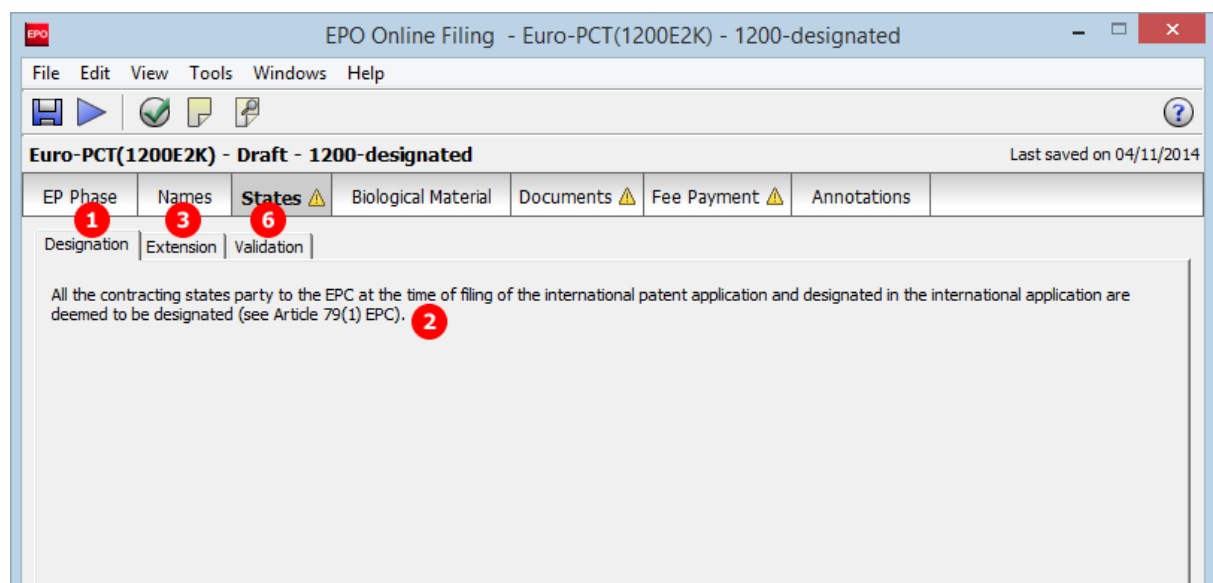 EPO EPO Online Filing - Euro-PCT(1200E2K) - 1200-designated
File Edit View Tools Windows Help
?
Euro-PCT(1200E2K) - Draft - 1200-designated Last saved on 04/11/2014
EP Phase Names States Biological Material Documents Fee Payment Annotations
1 3 6
Designation Extension Validation
All the contracting states party to the EPC at the time of filing of the international patent application and designated in the international application are
deemed to be designated (see Article 79(1) EPC). 2